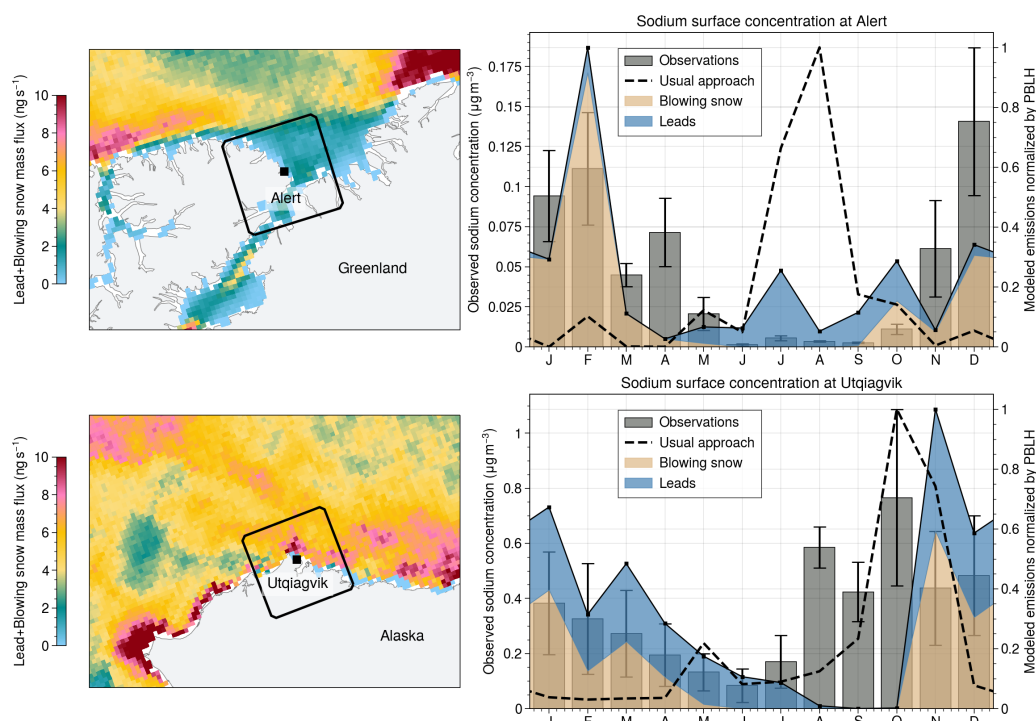 Sodium surface concentration at Alert
Lead+Blowing snow mass flux (ng s⁻¹)
10
8
6
4
2
0
Alert
Greenland
Observed sodium concentration (μg m⁻³)
0.175
0.15
0.125
0.1
0.075
0.05
0.025
0
Observations
Usual approach
Blowing snow
Leads
1
0.8
0.6
0.4
0.2
0
Modeled emissions normalized by PBLH
J F M A M J J A S O N D
Sodium surface concentration at Utqiagvik
Lead+Blowing snow mass flux (ng s⁻¹)
10
8
6
4
2
0
Utqiagvik
Alaska
Observed sodium concentration (μg m⁻³)
1
0.8
0.6
0.4
0.2
0
Observations
Usual approach
Blowing snow
Leads
1
0.8
0.6
0.4
0.2
0
Modeled emissions normalized by PBLH
J F M A M J J A S O N D